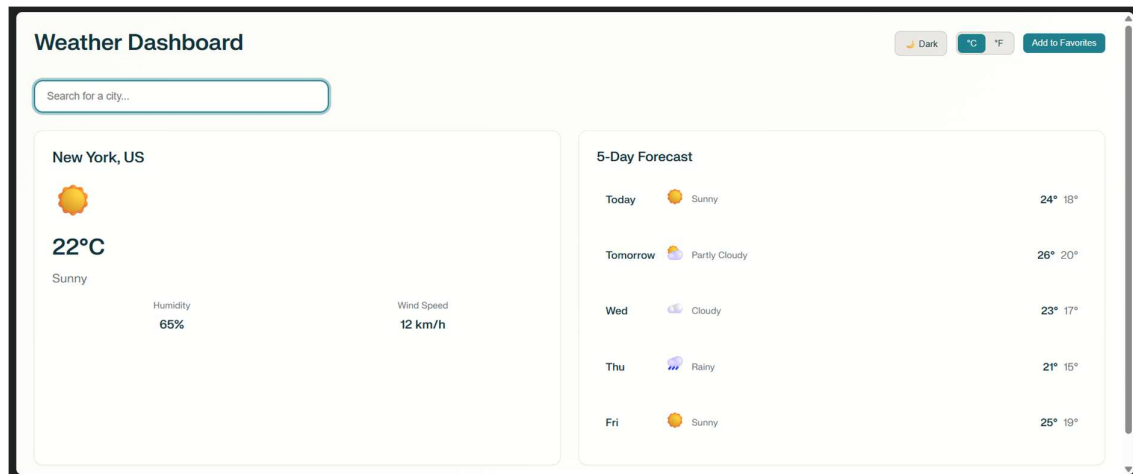 Weather Dashboard
Dark
°C °F
Add to Favorites
Search for a city...
New York, US
22°C
Sunny
Humidity
65%
Wind Speed
12 km/h
5-Day Forecast
Today Sunny 24° 18°
Tomorrow Partly Cloudy 26° 20°
Wed Cloudy 23° 17°
Thu Rainy 21° 15°
Fri Sunny 25° 19°